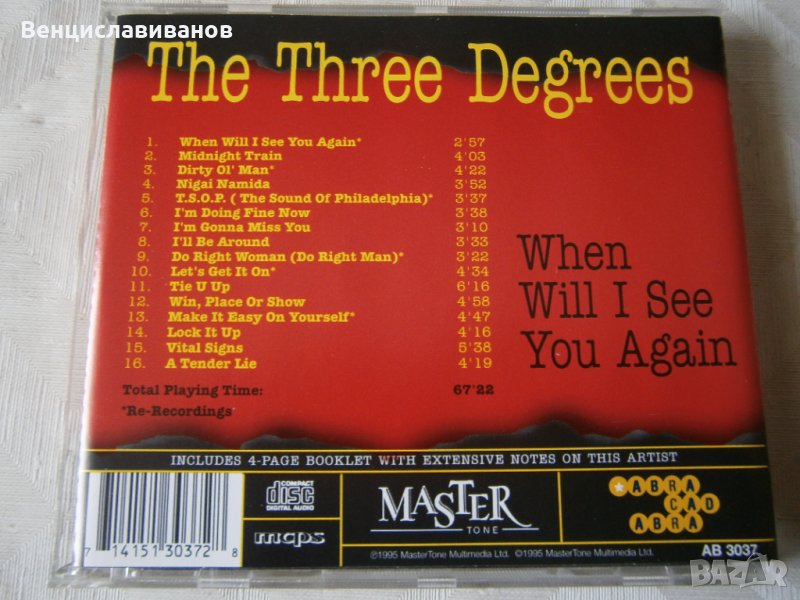 Венциславиванов
The Three Degrees
1. When Will I See You Again* 2'57
2. Midnight Train 4'03
3. Dirty Ol' Man* 4'22
4. Nigai Namida 3'52
5. T.S.O.P. ( The Sound Of Philadelphia)* 3'37
6. I'm Doing Fine Now 3'38
7. I'm Gonna Miss You 3'10
8. I'll Be Around 3'33
9. Do Right Woman (Do Right Man)* 3'22
10. Let's Get It On* 4'34
11. Tie U Up 6'16
12. Win, Place Or Show 4'58
13. Make It Easy On Yourself* 4'47
14. Lock It Up 4'16
15. Vital Signs 5'38
16. A Tender Lie 4'19
Total Playing Time: 67'22
*Re-Recordings
When
Will I See
You Again
INCLUDES 4-PAGE BOOKLET WITH EXTENSIVE NOTES ON THIS ARTIST
7 14151 30372 8
COMPACT
disc
DIGITAL AUDIO
mcps
MASTER
TONE
℗1995 MasterTone Multimedia Ltd. ©1995 MasterTone Multimedia Ltd.
ABRA
CAD
ABRA
AB 3037
BAZAR